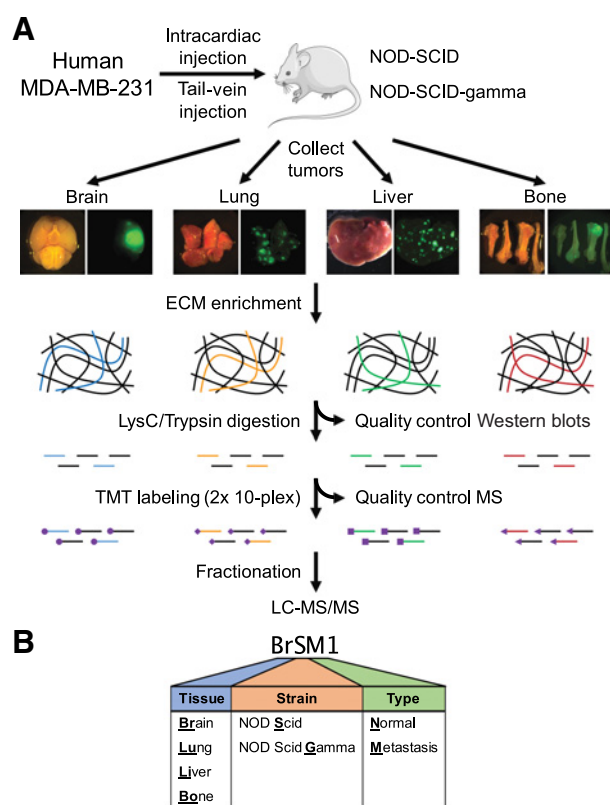 A
Human
MDA-MB-231
Intracardiac
injection
Tail-vein
injection
NOD-SCID
NOD-SCID-gamma
Collect
tumors
Brain
Lung
Liver
Bone
ECM enrichment
LysC/Trypsin digestion
Quality control Western blots
TMT labeling (2x 10-plex)
Quality control MS
Fractionation
LC-MS/MS
B
BrSM1
Tissue Strain Type
Brain NOD Scid Normal
Lung NOD Scid Gamma Metastasis
Liver
Bone